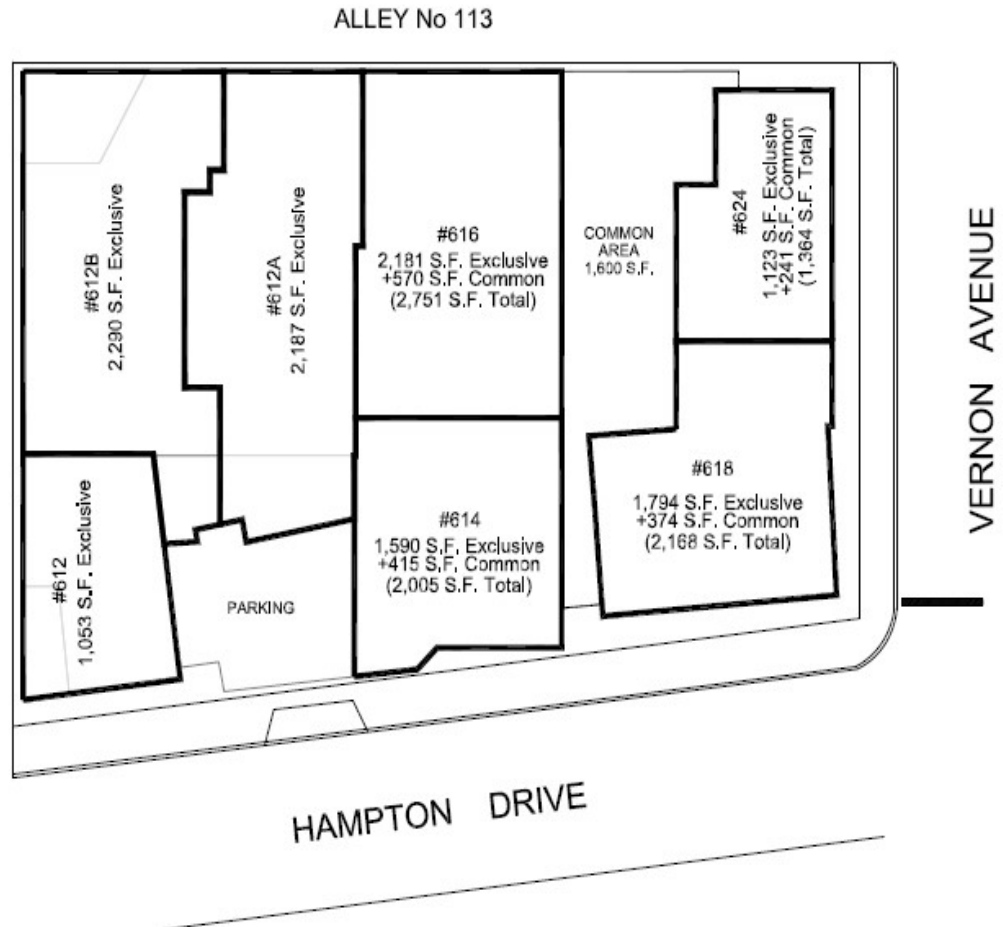 ALLEY No 113
#612B
2,290 S.F. Exclusive
#612A
2,187 S.F. Exclusive
#616
2,181 S.F. Exclusive
+570 S.F. Common
(2,751 S.F. Total)
COMMON
AREA
1,600 S.F.
#624
1,123 S.F. Exclusive
+241 S.F. Common
(1,364 S.F. Total)
VERNON AVENUE
#612
1,053 S.F. Exclusive
PARKING
#614
1,590 S.F. Exclusive
+415 S.F. Common
(2,005 S.F. Total)
#618
1,794 S.F. Exclusive
+374 S.F. Common
(2,168 S.F. Total)
HAMPTON DRIVE